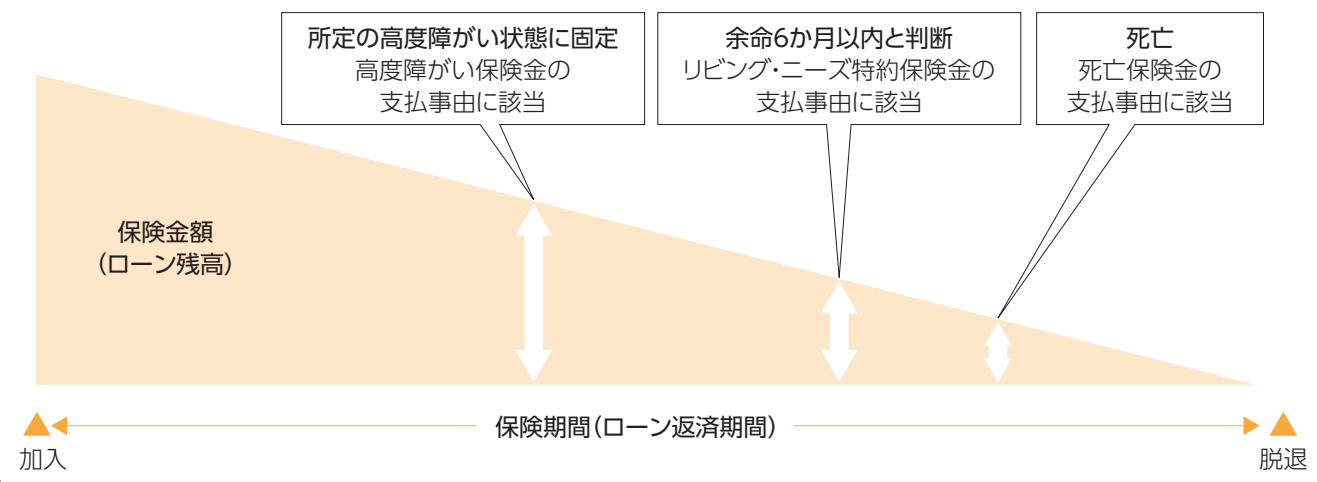 所定の高度障がい状態に固定
高度障がい保険金の
支払事由に該当
余命6か月以内と判断
リビング・ニーズ特約保険金の
支払事由に該当
死亡
死亡保険金の
支払事由に該当
保険金額
(ローン残高)
保険期間(ローン返済期間)
加入
脱退